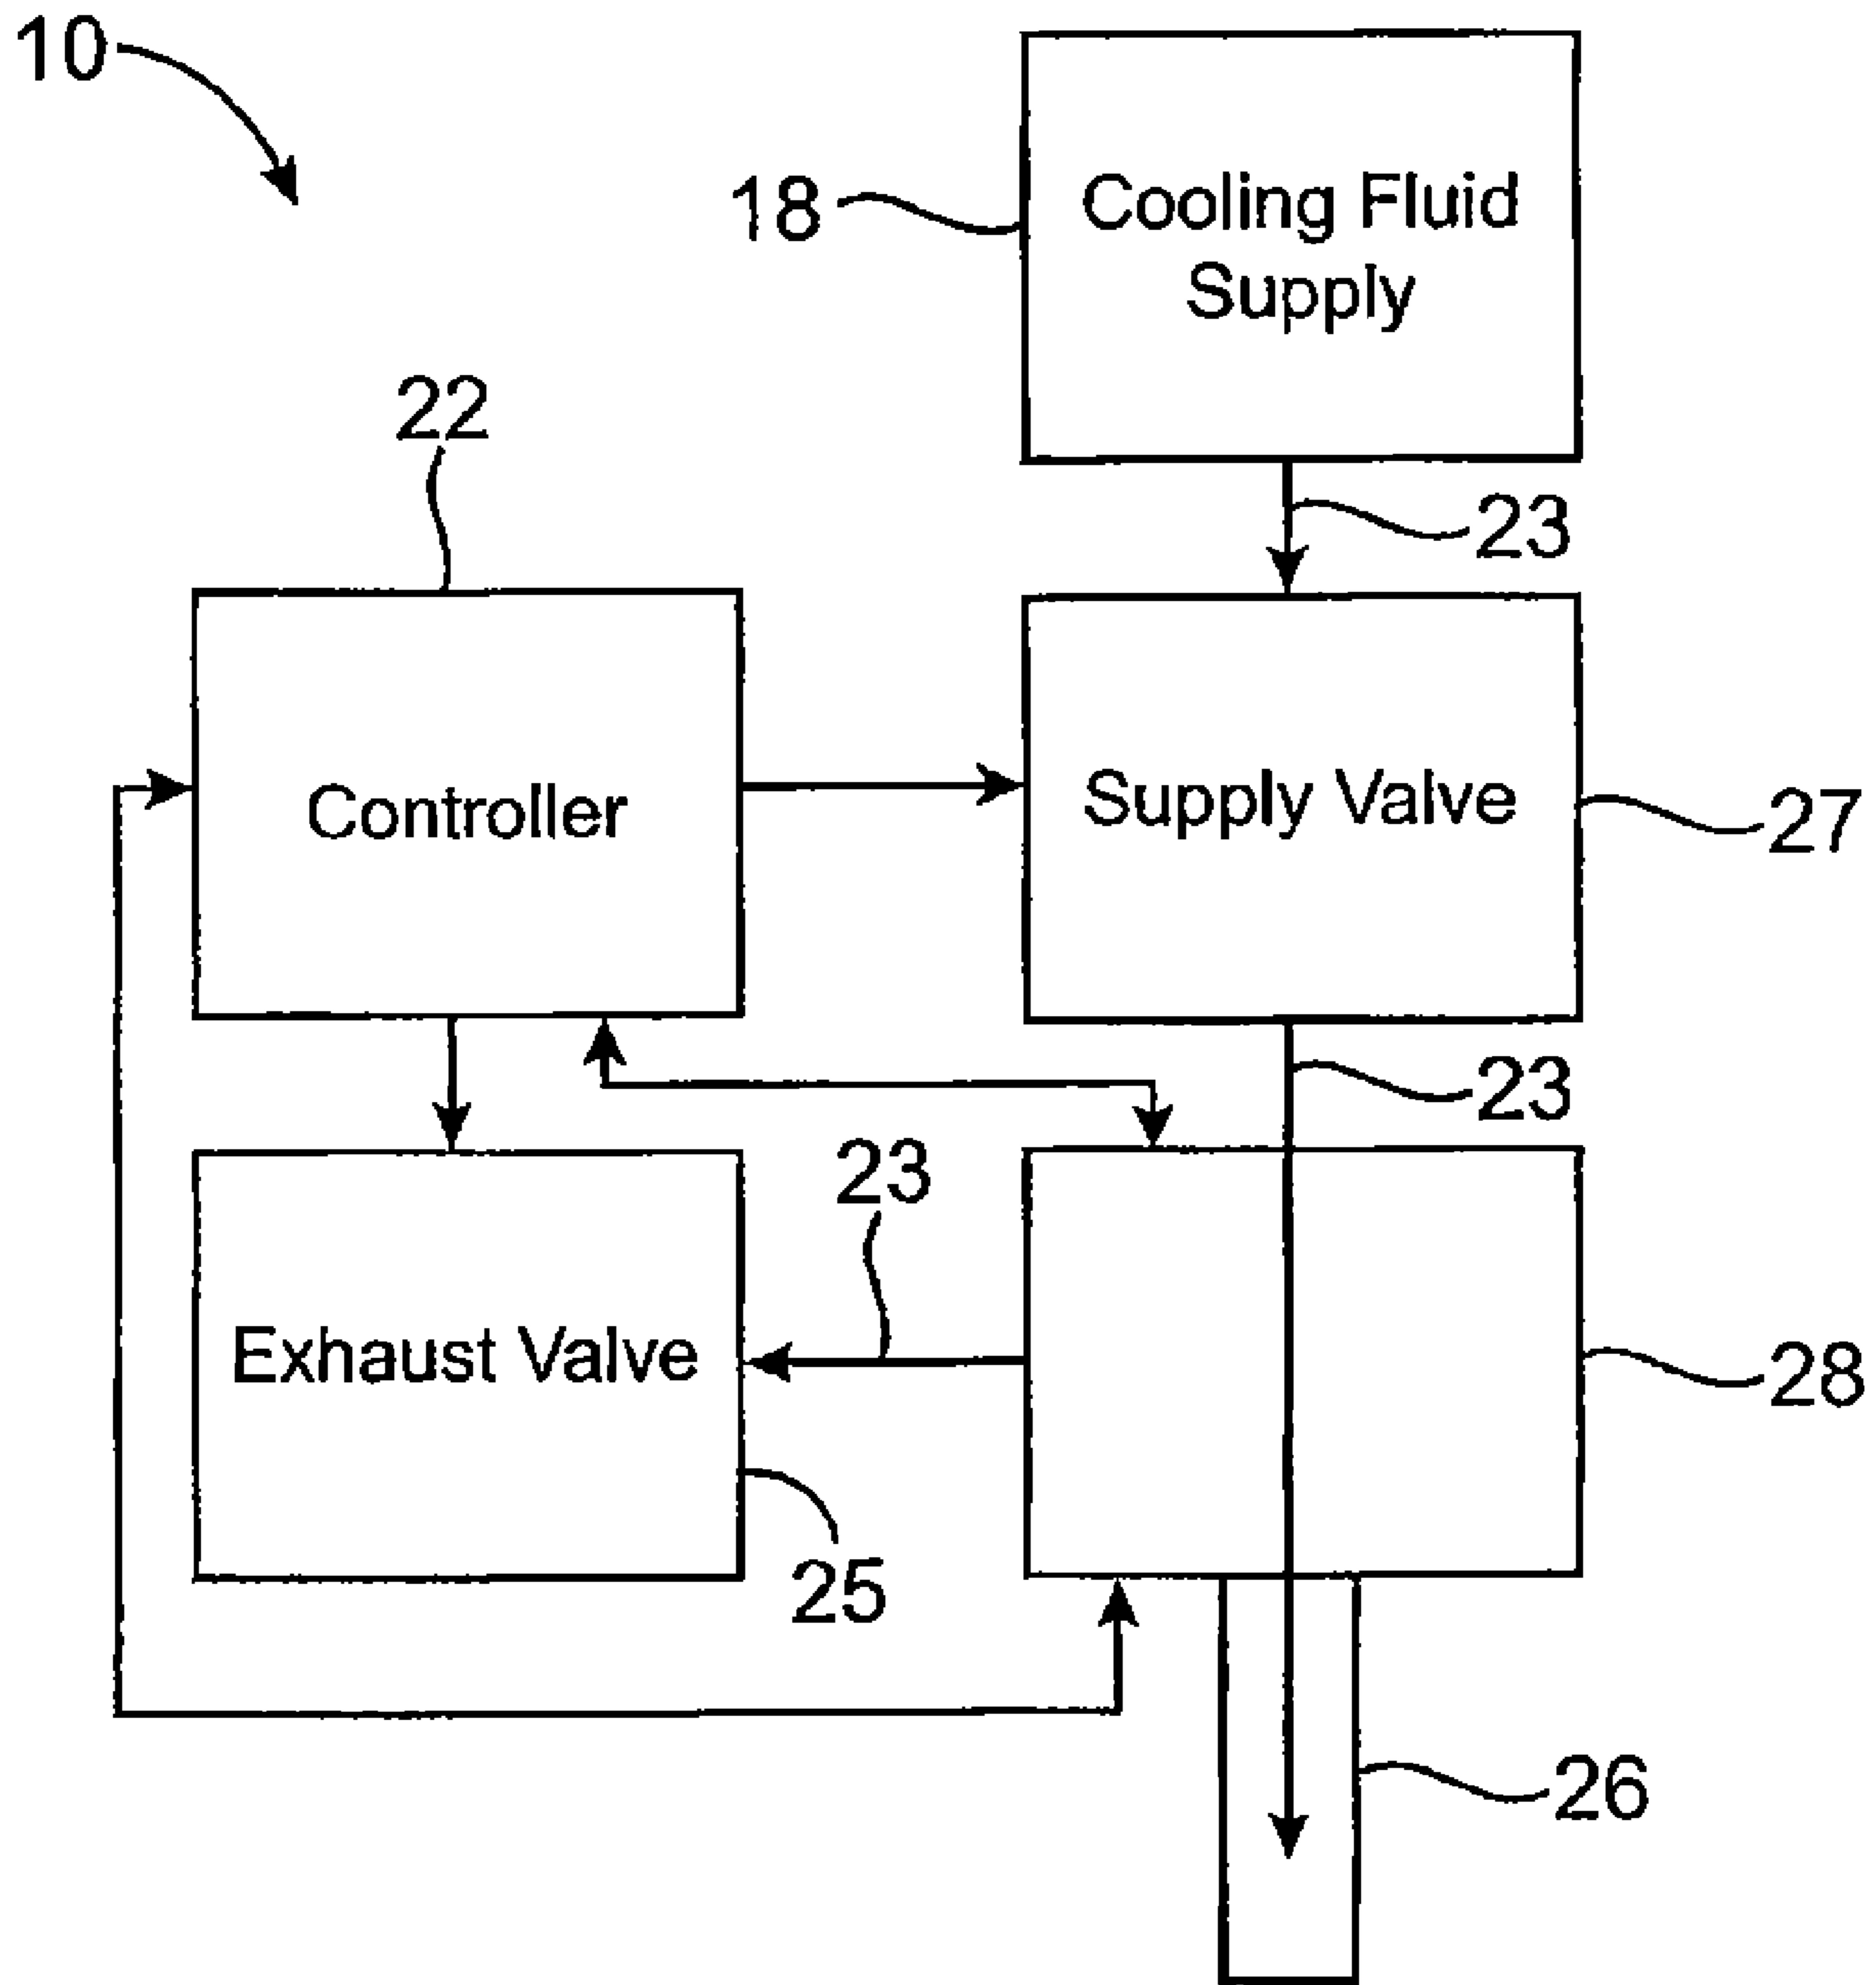 10
18
Cooling Fluid
Supply
22
23
Controller
Supply Valve
27
23
23
Exhaust Valve
28
25
26